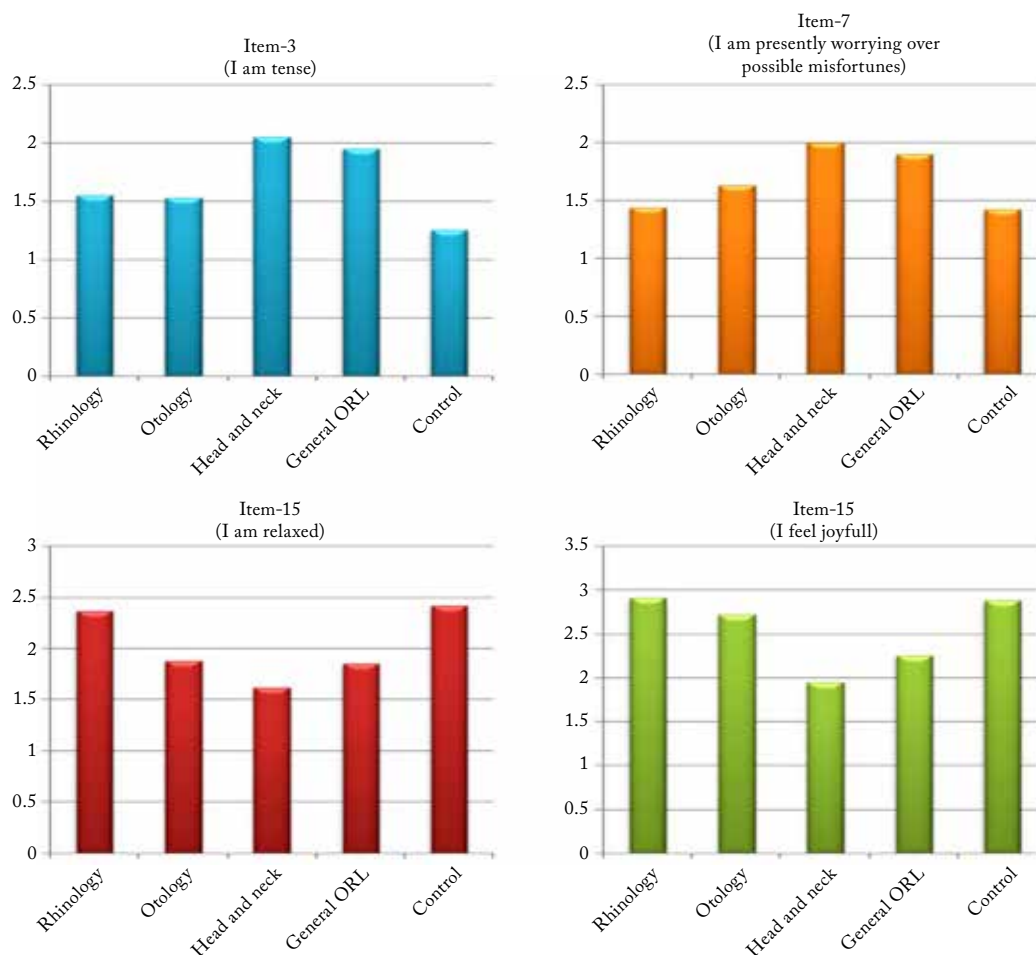 Item-3
(I am tense)
2.5
2
1.5
1
0.5
0
Rhinology
Otology
Head and neck
General ORL
Control
Item-7
(I am presently worrying over
possible misfortunes)
2.5
2
1.5
1
0.5
0
Rhinology
Otology
Head and neck
General ORL
Control
Item-15
(I am relaxed)
3
2.5
2
1.5
1
0.5
0
Rhinology
Otology
Head and neck
General ORL
Control
Item-15
(I feel joyfull)
3.5
3
2.5
2
1.5
1
0.5
0
Rhinology
Otology
Head and neck
General ORL
Control